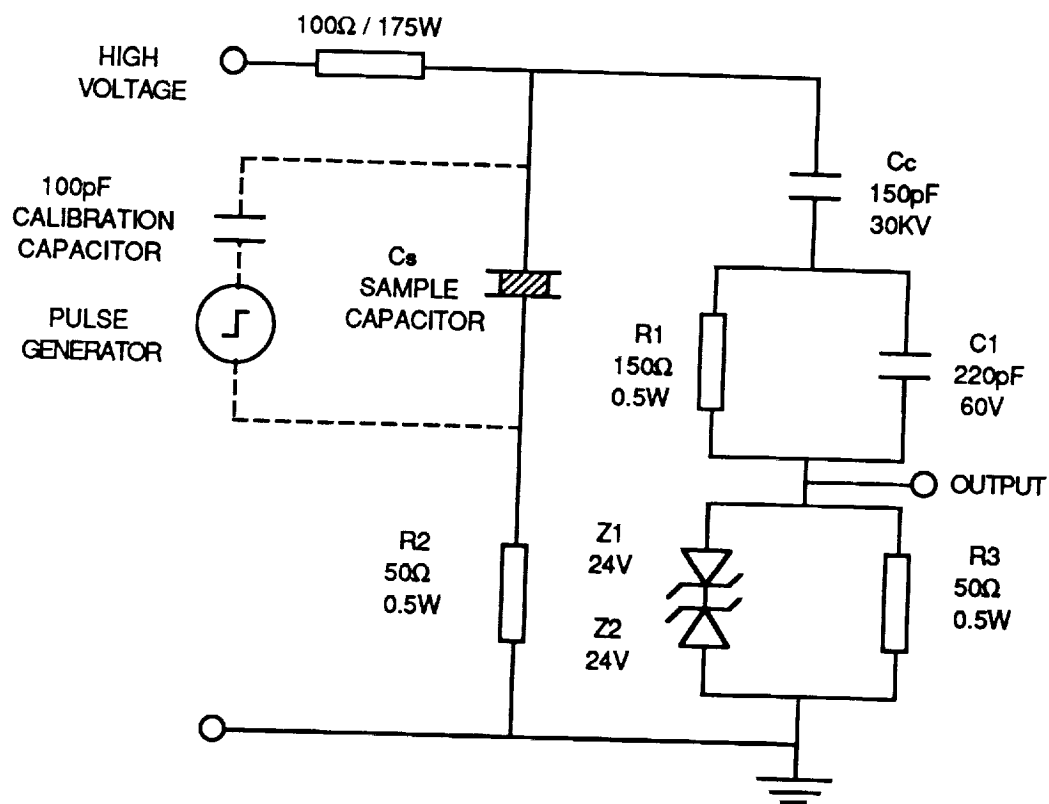 100Ω / 175W
HIGH
VOLTAGE
100pF
CALIBRATION
CAPACITOR
PULSE
GENERATOR
Cs
SAMPLE
CAPACITOR
Cc
150pF
30KV
R1
150Ω
0.5W
C1
220pF
60V
OUTPUT
R2
50Ω
0.5W
Z1
24V
Z2
24V
R3
50Ω
0.5W